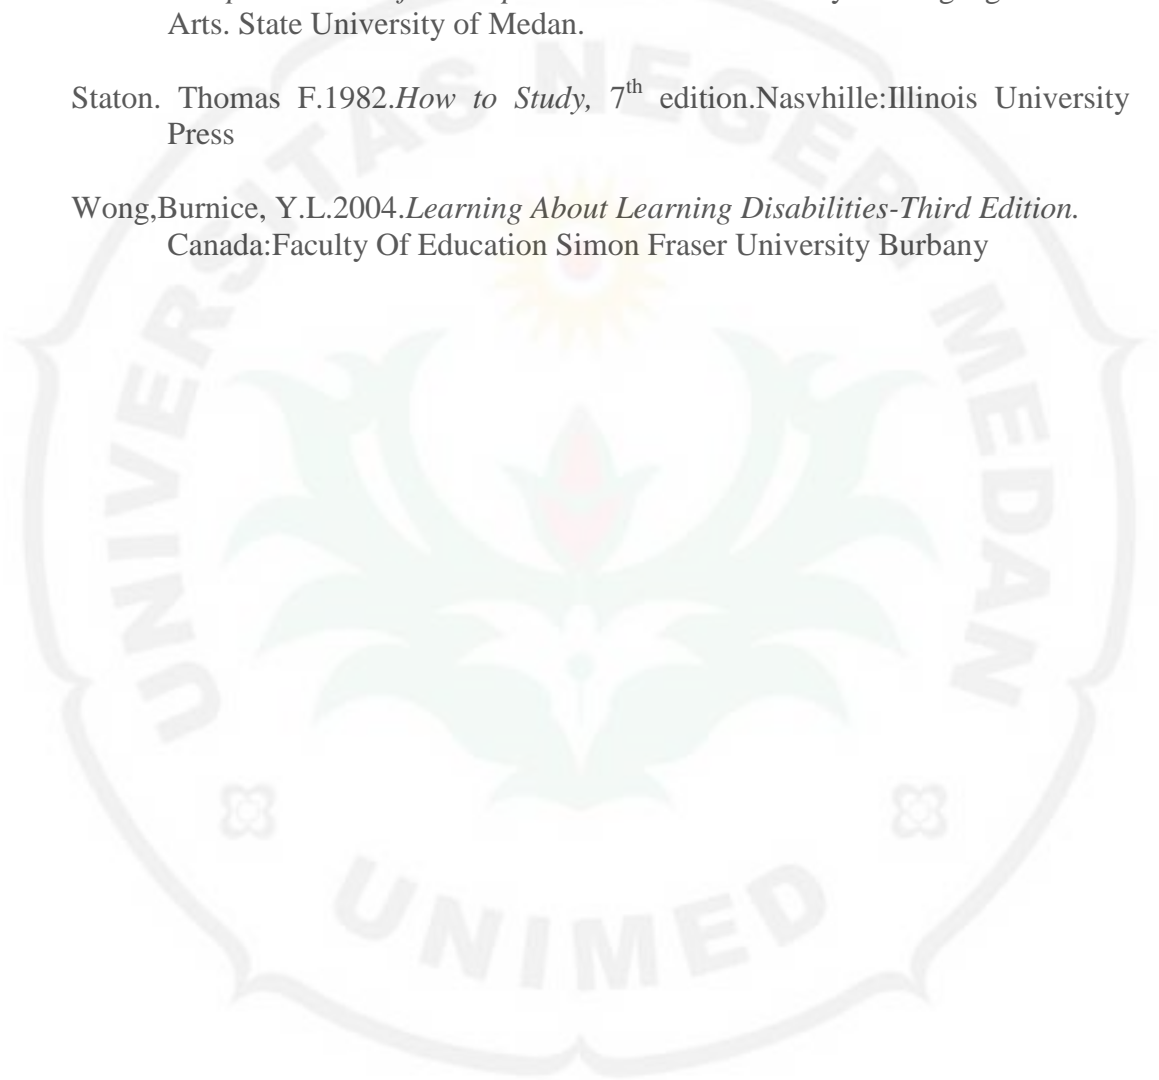 Arts. State University of Medan.
Staton. Thomas F.1982.How to Study, 7th edition.Nasvhille:Illinois University
Press
Wong,Burnice, Y.L.2004.Learning About Learning Disabilities-Third Edition.
Canada:Faculty Of Education Simon Fraser University Burbany
UNIVERSITAS NEGERI MEDAN
UNIMED